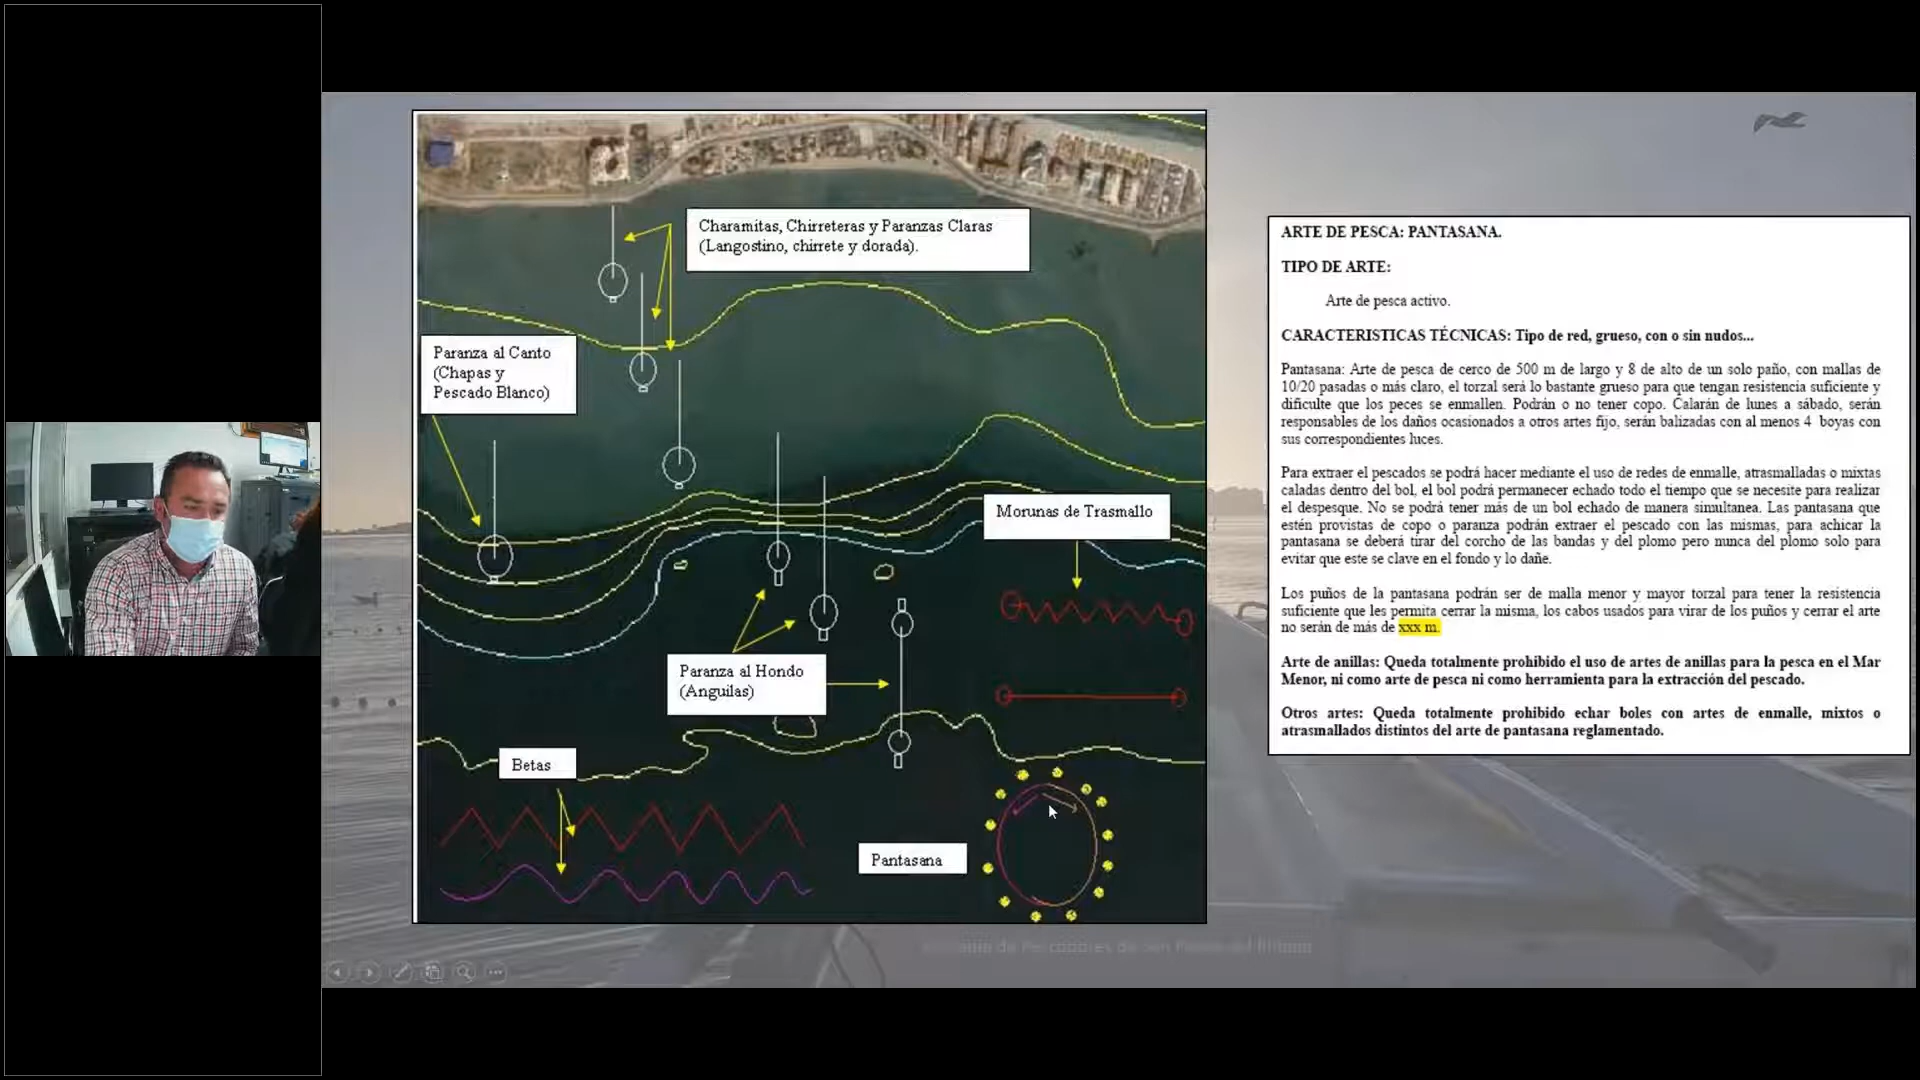 Charamitas, Chirreteras y Paranzas Claras
(Langostino, chirrete y dorada).
Paranza al Canto
(Chapas y
Pescado Blanco)
Morunas de Trasmallo
Paranza al Hondo
(Anguilas)
Betas
Pantasana
ARTE DE PESCA: PANTASANA.
TIPO DE ARTE:
Arte de pesca activo.
CARACTERISTICAS TÉCNICAS: Tipo de red, grueso, con o sin nudos...
Pantasana: Arte de pesca de cerco de 500 m de largo y 8 de alto de un solo paño, con mallas de
10/20 pasadas o más claro, el torzal será lo bastante grueso para que tengan resistencia suficiente y
dificulte que los peces se enmallen. Podrán o no tener copo. Calarán de lunes a sábado, serán
responsables de los daños ocasionados a otros artes fijo, serán balizadas con al menos 4 boyas con
sus correspondientes luces.
Para extraer el pescados se podrá hacer mediante el uso de redes de enmalle, atrasmalladas o mixtas
caladas dentro del bol, el bol podrá permanecer echado todo el tiempo que se necesite para realizar
el despesque. No se podrá tener más de un bol echado de manera simultanea. Las pantasana que
estén provistas de copo o paranza podrán extraer el pescado con las mismas, para achicar la
pantasana se deberá tirar del corcho de las bandas y del plomo pero nunca del plomo solo para
evitar que este se clave en el fondo y lo dañe.
Los puños de la pantasana podrán ser de malla menor y mayor torzal para tener la resistencia
suficiente que les permita cerrar la misma, los cabos usados para virar de los puños y cerrar el arte
no serán de más de xxx m.
Arte de anillas: Queda totalmente prohibido el uso de artes de anillas para la pesca en el Mar
Menor, ni como arte de pesca ni como herramienta para la extracción del pescado.
Otros artes: Queda totalmente prohibido echar boles con artes de enmalle, mixtos o
atrasmallados distintos del arte de pantasana reglamentado.
de Pescadores de San Pedro del Pinatar